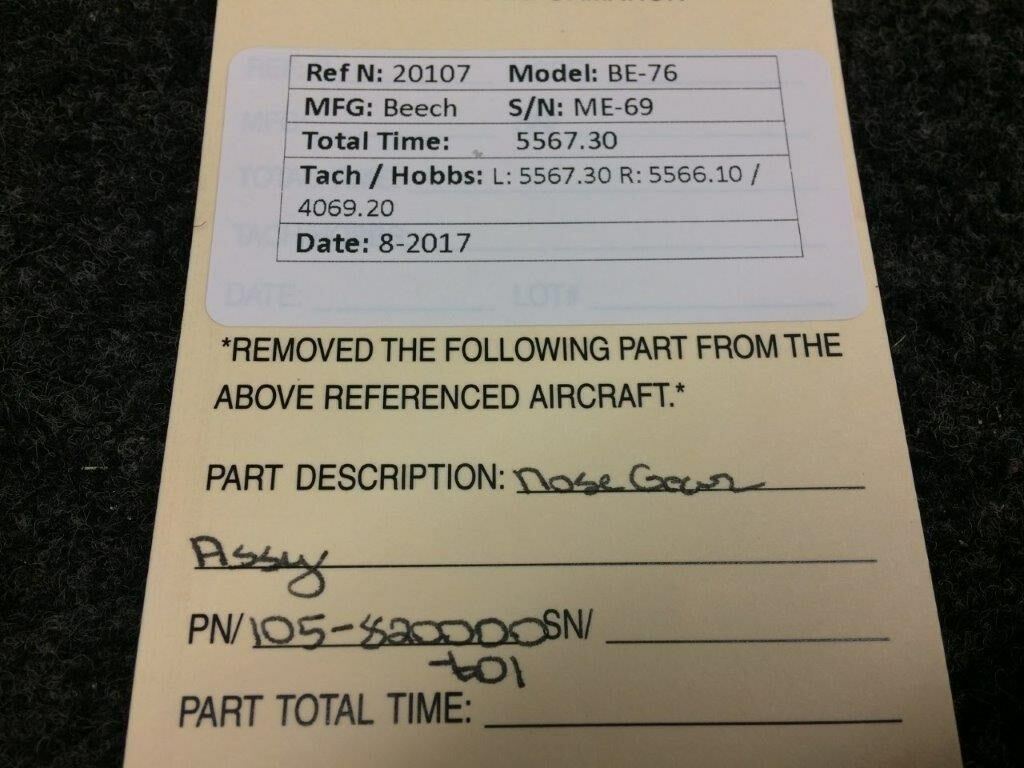 Ref N: 20107 Model: BE-76
MFG: Beech S/N: ME-69
Total Time: 5567.30
Tach / Hobbs: L: 5567.30 R: 5566.10 /
4069.20
Date: 8-2017
DATE: LOT#
*REMOVED THE FOLLOWING PART FROM THE
ABOVE REFERENCED AIRCRAFT.*
PART DESCRIPTION: Nose Gear
Assy
PN/ 105-820000 SN/
-601
PART TOTAL TIME: